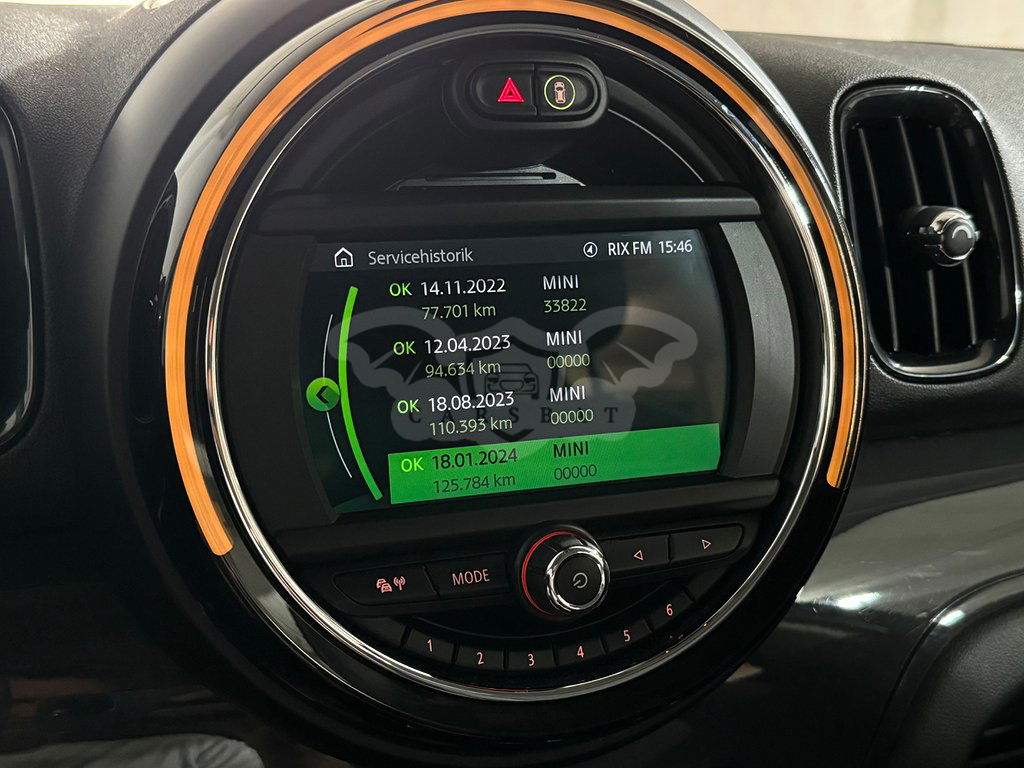 Servicehistorik RIX FM 15:46
OK 14.11.2022 MINI
77.701 km 33822
OK 12.04.2023 MINI
94.634 km 00000
OK 18.08.2023 MINI
110.393 km 00000
OK 18.01.2024 MINI
125.784 km 00000
MODE
1 2 3 4 5 6